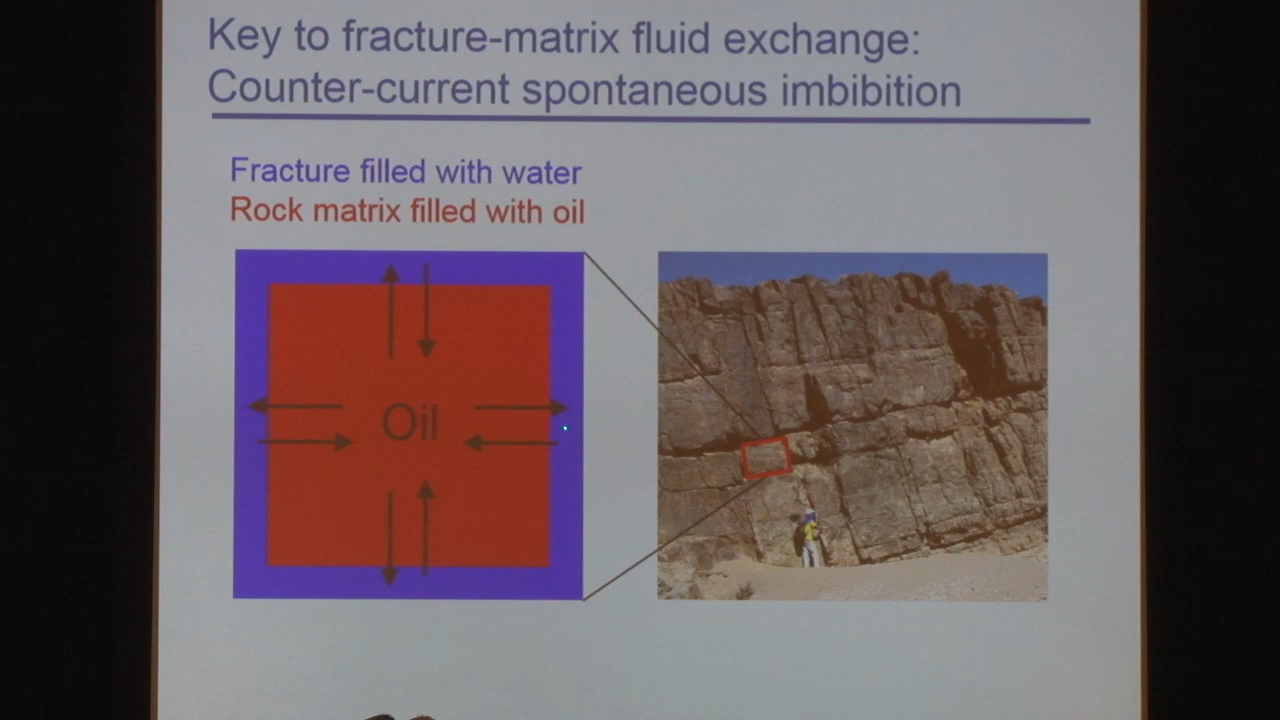 Key to fracture-matrix fluid exchange:
Counter-current spontaneous imbibition
Fracture filled with water
Rock matrix filled with oil
Oil